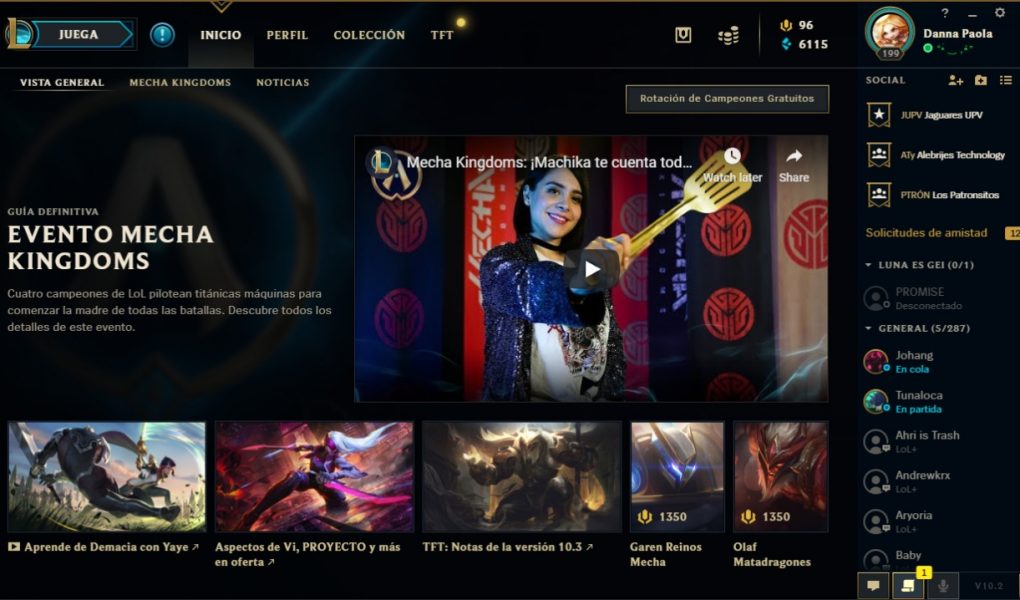 JUEGA
INICIO
PERFIL
COLECCIÓN
TFT
96
6115
?
Danna Paola
199
VISTA GENERAL
MECHA KINGDOMS
NOTICIAS
Rotación de Campeones Gratuitos
SOCIAL
JUPV Jaguares UPV
ATy Alebrijes Technology
PTRÓN Los Patronsitos
Solicitudes de amistad
12
LUNA ES GEI (0/1)
PROMISE
Desconectado
GENERAL (5/287)
Johang
En cola
Tunaloca
En partida
Ahri is Trash
LoL+
Andrewkrx
LoL+
Aryoria
LoL+
Baby
1
V10.2
GUÍA DEFINITIVA
EVENTO MECHA
KINGDOMS
Cuatro campeones de LoL pilotean titánicas máquinas para
comenzar la madre de todas las batallas. Descubre todos los
detalles de este evento.
Mecha Kingdoms: ¡Machika te cuenta tod...
Watch later
Share
Aprende de Demacia con Yaye
Aspectos de Vi, PROYECTO y más
en oferta
TFT: Notas de la versión 10.3
1350
Garen Reinos
Mecha
1350
Olaf
Matadragones